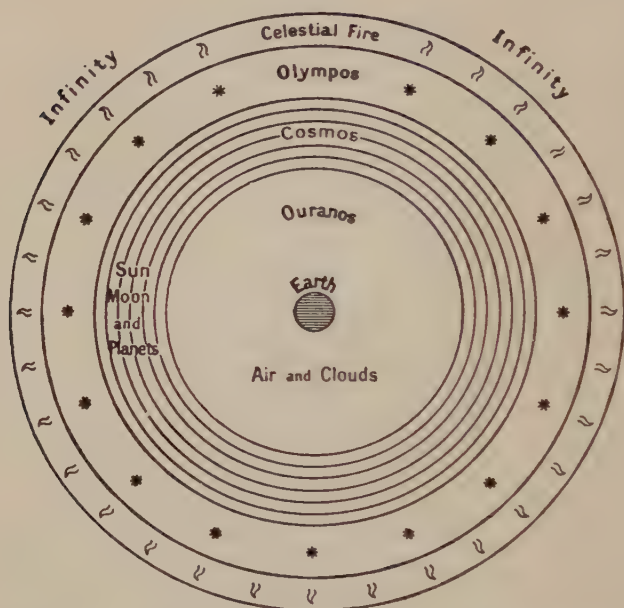 Celestial Fire
Infinity
Infinity
Olympos
Cosmos
Ouranos
Sun
Moon
and
Planets
Earth
Air and Clouds